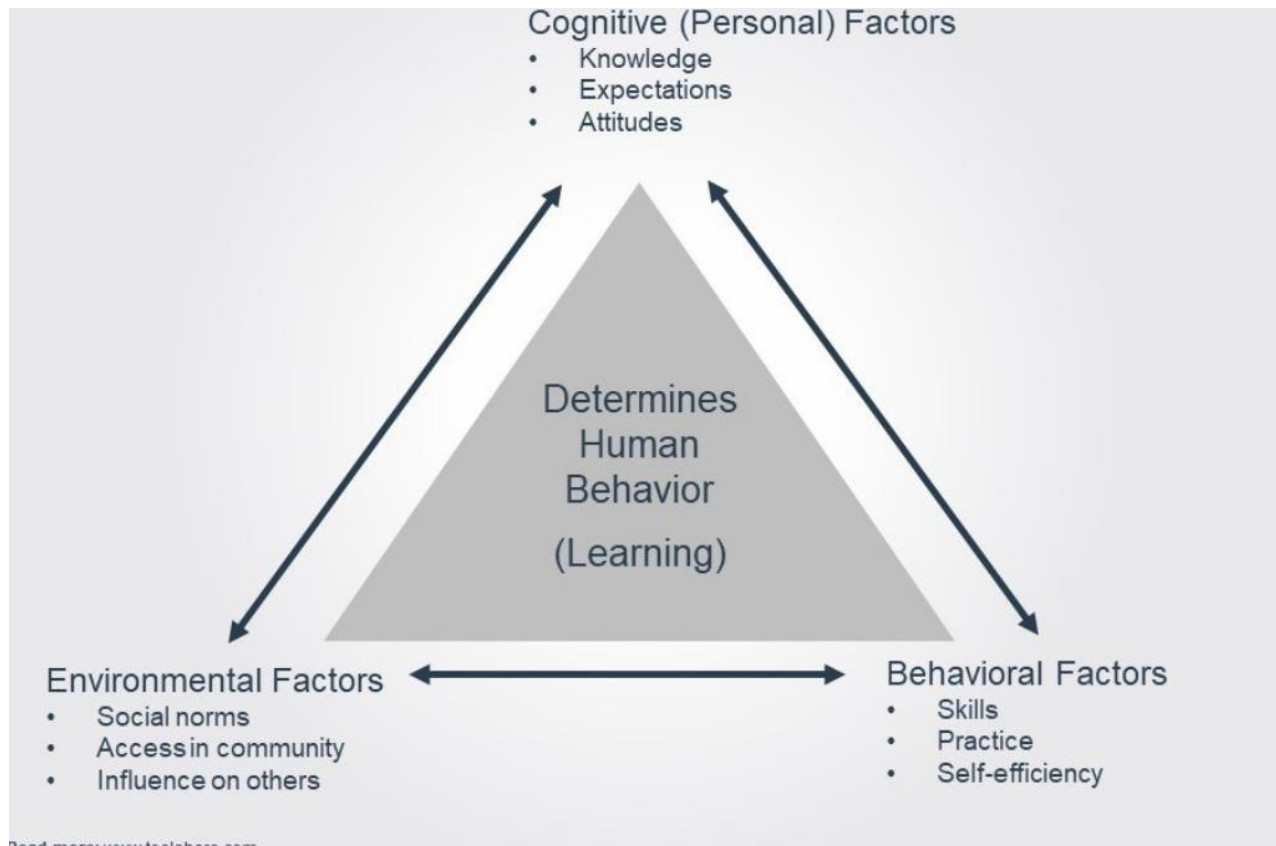 Cognitive (Personal) Factors
• Knowledge
• Expectations
• Attitudes
Determines
Human
Behavior
(Learning)
Environmental Factors
• Social norms
• Access in community
• Influence on others
Behavioral Factors
• Skills
• Practice
• Self-efficiency